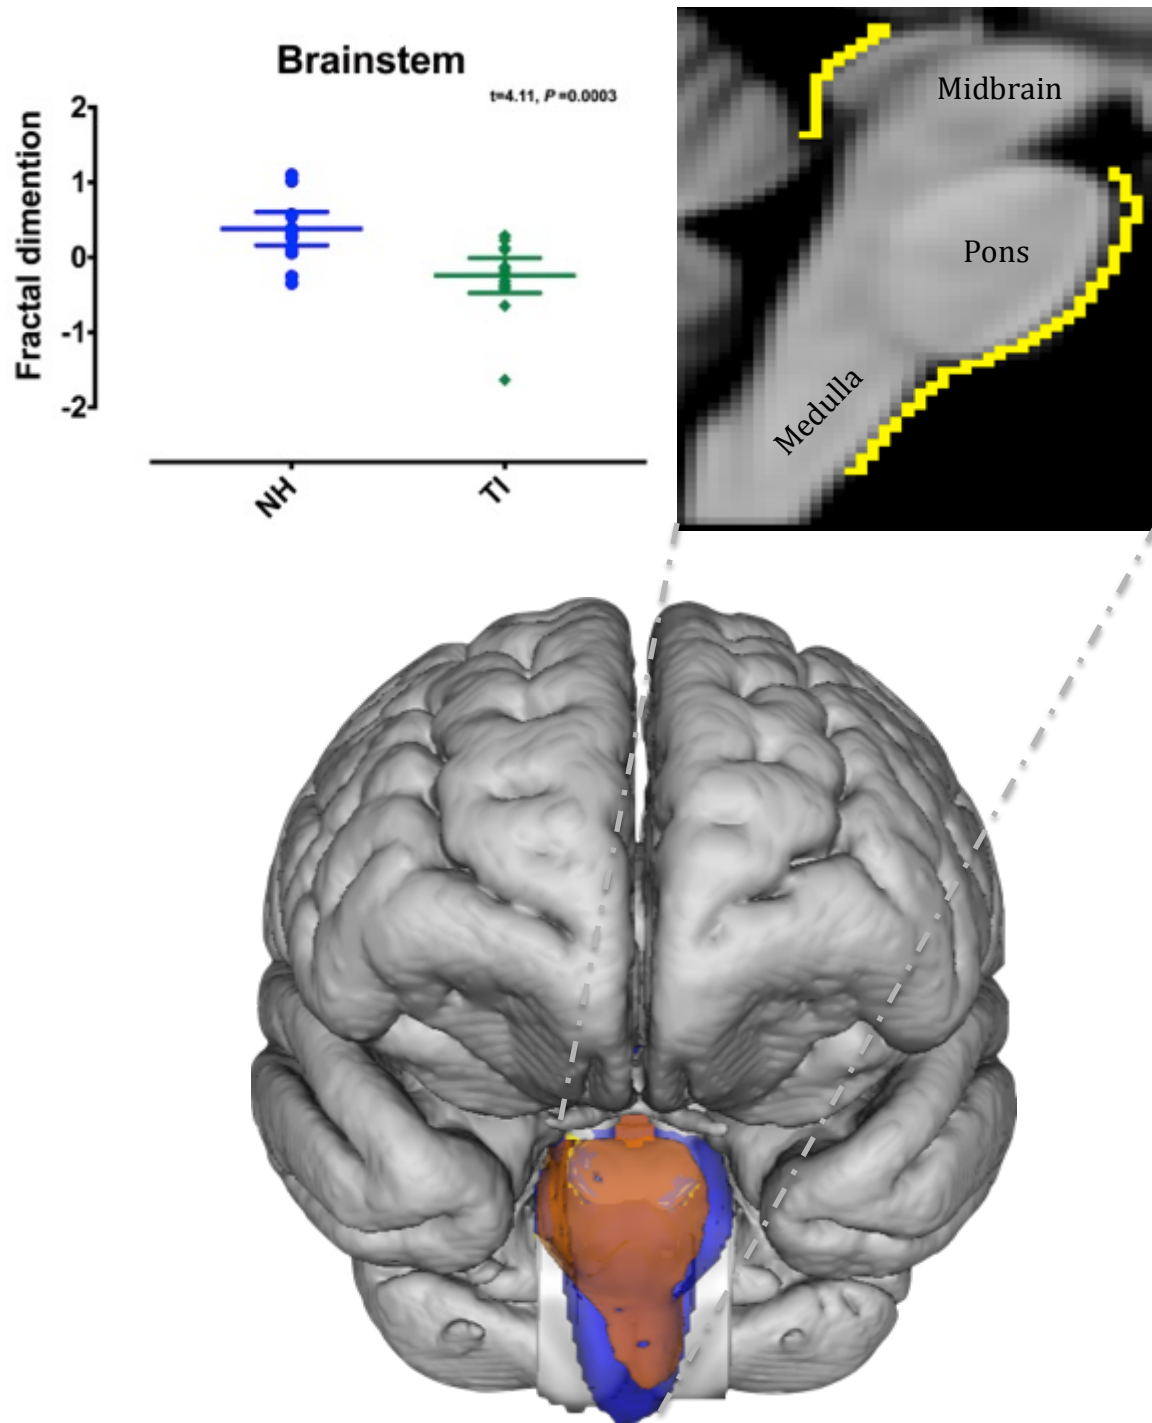 Brainstem
t=4.11, P =0.0003
Fractal dimention
2
1
0
-1
-2
NH
TI
Midbrain
Pons
Medulla